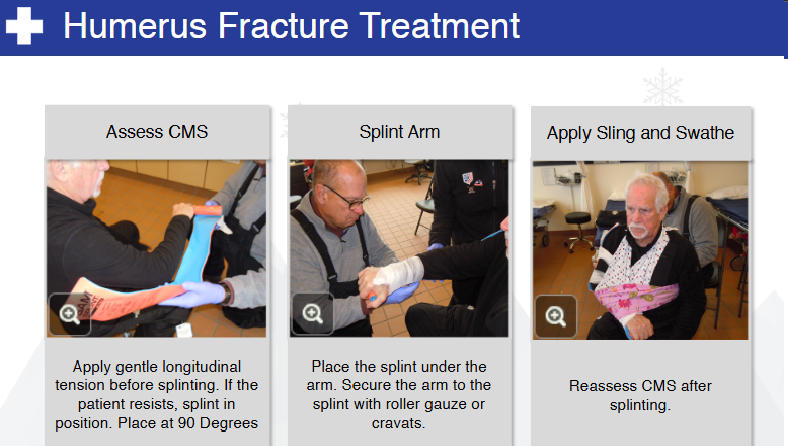 Humerus Fracture Treatment
Assess CMS
Apply gentle longitudinal
tension before splinting. If the
patient resists, splint in
position. Place at 90 Degrees
Splint Arm
Place the splint under the
arm. Secure the arm to the
splint with roller gauze or
cravats.
Apply Sling and Swathe
Reassess CMS after
splinting.